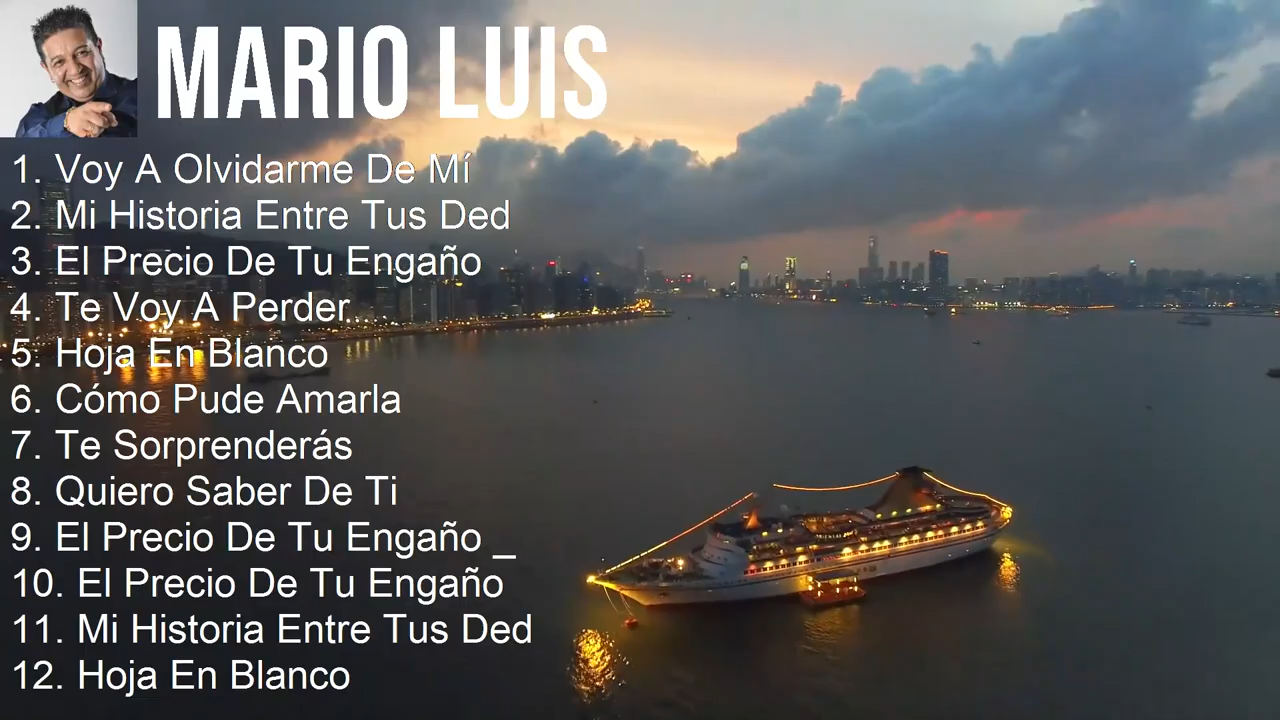 MARIO LUIS
1. Voy A Olvidarme De Mí
2. Mi Historia Entre Tus Ded
3. El Precio De Tu Engaño
4. Te Voy A Perder...
5. Hoja En Blanco
6. Cómo Pude Amarla
7. Te Sorprenderás
8. Quiero Saber De Ti
9. El Precio De Tu Engaño _
10. El Precio De Tu Engaño
11. Mi Historia Entre Tus Ded
12. Hoja En Blanco